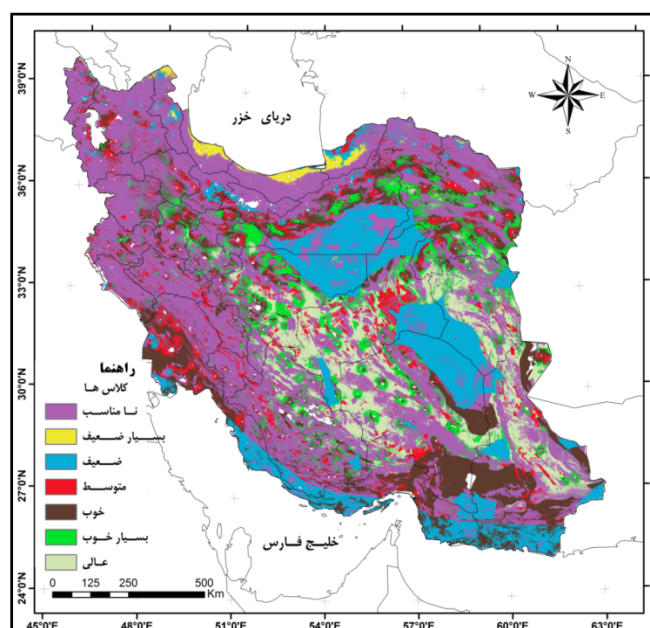 39°0'N
36°0'N
33°0'N
30°0'N
27°0'N
24°0'N
N
W
E
S
دریای خزر
خلیج فارس
راهنما
کلاس ها
نا مناسب
بسیار ضعیف
ضعیف
متوسط
خوب
بسیار خوب
عالی
0 125 250 500
Km
45°0'E 48°0'E 51°0'E 54°0'E 57°0'E 60°0'E 63°0'E